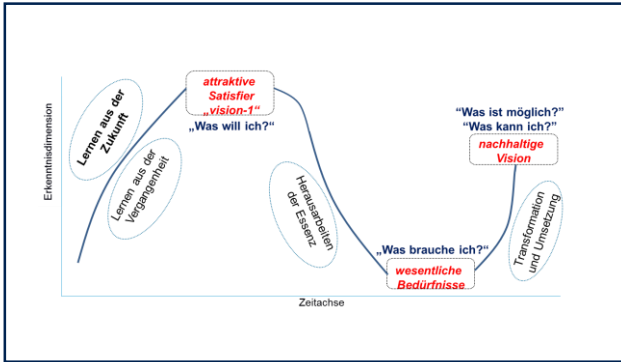 Erkenntnisdimension
Lernen aus der
Zukunft
Lernen aus der
Vergangenheit
attraktive
Satisfier
„vision-1“
„Was will ich?“
Herausarbeiten
der Essenz
„Was brauche ich?“
wesentliche
Bedürfnisse
“Was ist möglich?”
“Was kann ich?”
nachhaltige
Vision
Transformation
und Umsetzung
Zeitachse